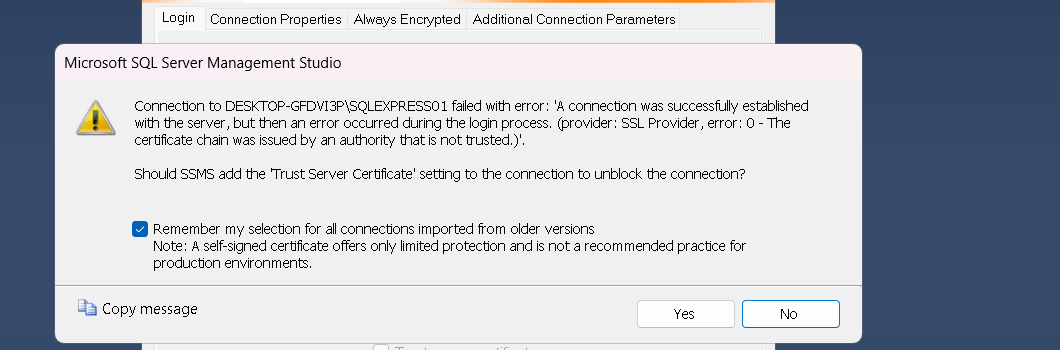 Login Connection Properties Always Encrypted Additional Connection Parameters
Microsoft SQL Server Management Studio
Connection to DESKTOP-GFDVI3P\SQLEXPRESS01 failed with error: 'A connection was successfully established
with the server, but then an error occurred during the login process. (provider: SSL Provider, error: 0 - The
certificate chain was issued by an authority that is not trusted.)'.
Should SSMS add the 'Trust Server Certificate' setting to the connection to unblock the connection?
Remember my selection for all connections imported from older versions
Note: A self-signed certificate offers only limited protection and is not a recommended practice for
production environments.
Copy message
Yes No